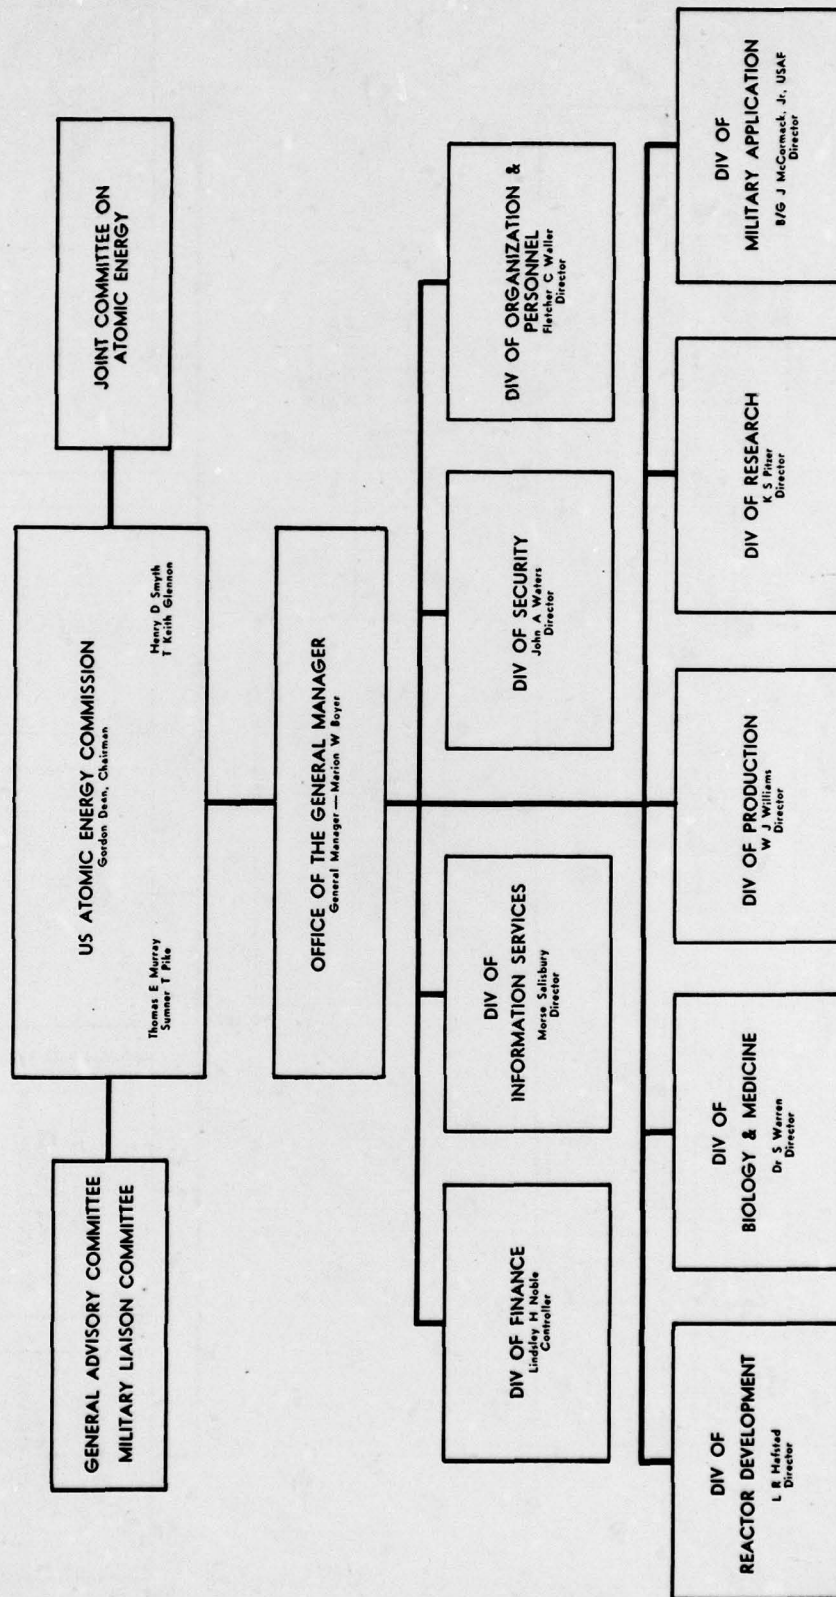 GENERAL ADVISORY COMMITTEE
MILITARY LIAISON COMMITTEE
US ATOMIC ENERGY COMMISSION
Gordon Dean, Chairman
Thomas E Murray
Sumner T Pike
Henry D Smyth
T Keith Glennon
JOINT COMMITTEE ON
ATOMIC ENERGY
OFFICE OF THE GENERAL MANAGER
General Manager — Marion W Boyer
DIV OF FINANCE
Lindsley H Noble
Controller
DIV OF
INFORMATION SERVICES
Morse Salisbury
Director
DIV OF SECURITY
John A Waters
Director
DIV OF ORGANIZATION &
PERSONNEL
Fletcher C Waller
Director
DIV OF
REACTOR DEVELOPMENT
L R Hafstad
Director
DIV OF
BIOLOGY & MEDICINE
Dr S Warren
Director
DIV OF PRODUCTION
W J Williams
Director
DIV OF RESEARCH
K S Pitzer
Director
DIV OF
MILITARY APPLICATION
B/G J McCormack, Jr, USAF
Director